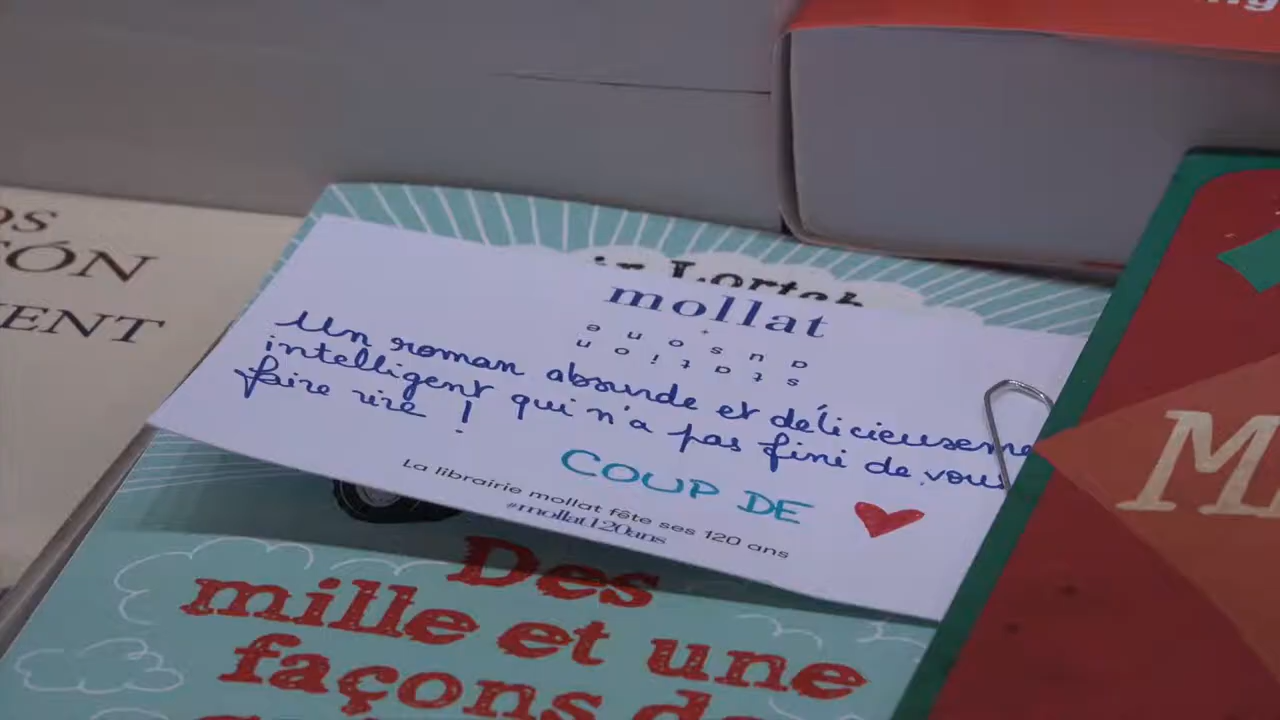 OS
ÓN
ENT
mollat
Un roman absurde et délicieuseme
intelligent qui n'a pas fini de vous
faire rire !
COUP DE
La librairie mollat fête ses 120 ans
#mollat120ans
Des
mille et une
façons de
M